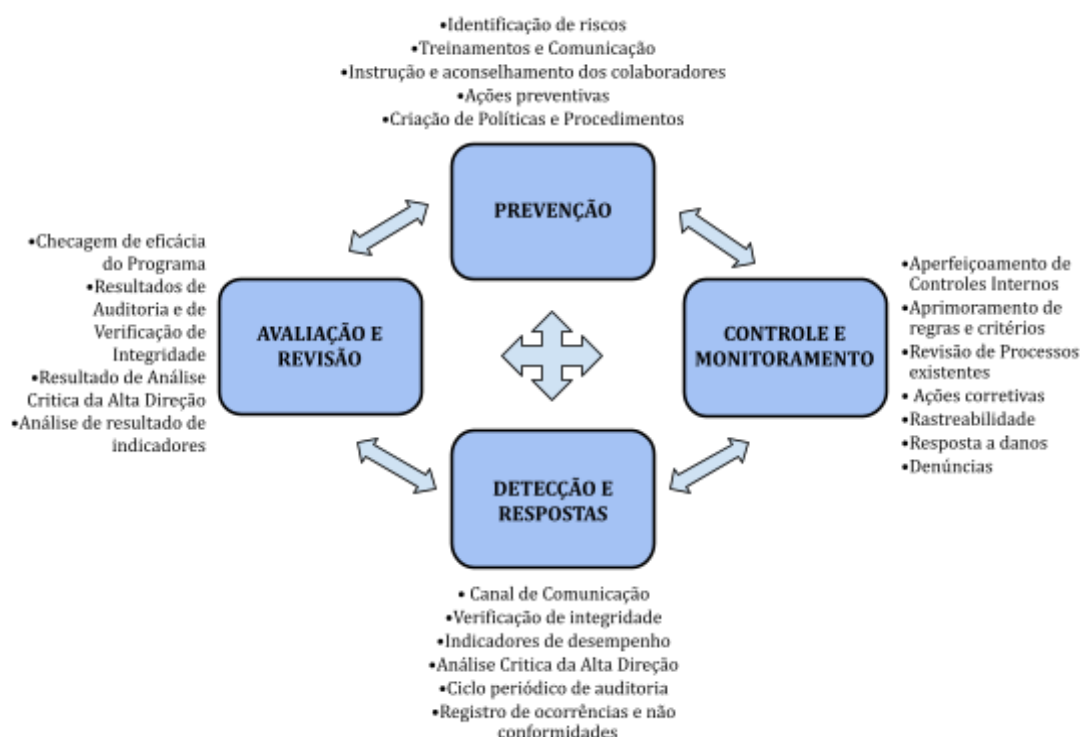 •Identificação de riscos
•Treinamentos e Comunicação
•Instrução e aconselhamento dos colaboradores
•Ações preventivas
•Criação de Políticas e Procedimentos
PREVENÇÃO
•Checagem de eficácia
do Programa
•Resultados de
Auditoria e de
Verificação de
Integridade
•Resultado de Análise
Critica da Alta Direção
•Análise de resultado de
indicadores
AVALIAÇÃO E
REVISÃO
CONTROLE E
MONITORAMENTO
•Aperfeiçoamento de
Controles Internos
•Aprimoramento de
regras e critérios
•Revisão de Processos
existentes
• Ações corretivas
•Rastreabilidade
•Resposta a danos
•Denúncias
DETECÇÃO E
RESPOSTAS
• Canal de Comunicação
•Verificação de integridade
•Indicadores de desempenho
•Análise Critica da Alta Direção
•Ciclo periódico de auditoria
•Registro de ocorrências e não
conformidades